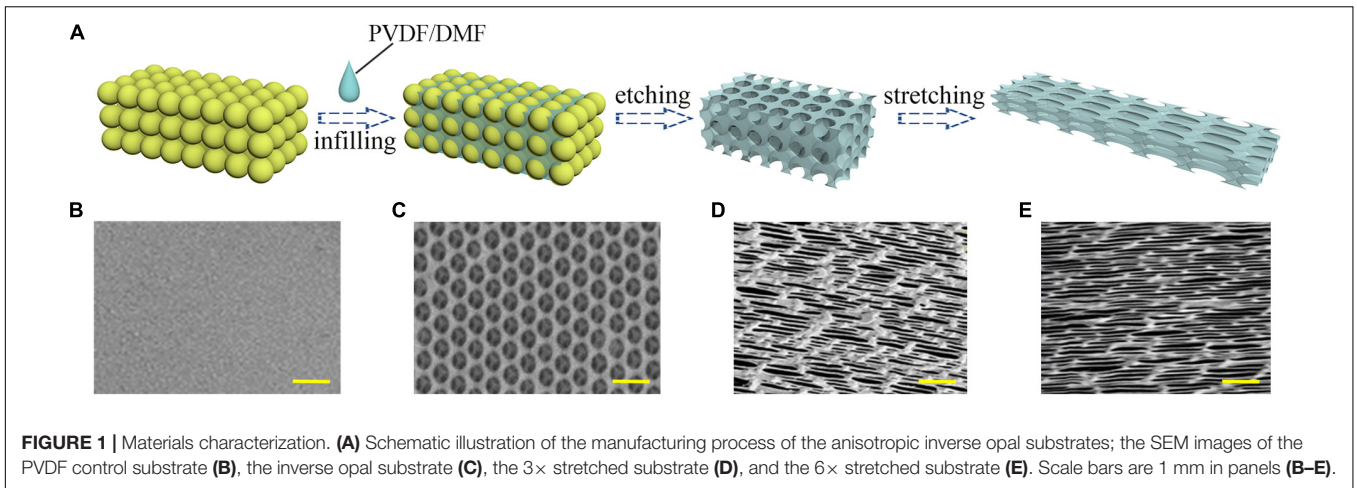 A
PVDF/DMF
infilling
etching
stretching
B
C
D
E
FIGURE 1 | Materials characterization. (A) Schematic illustration of the manufacturing process of the anisotropic inverse opal substrates; the SEM images of the
PVDF control substrate (B), the inverse opal substrate (C), the 3× stretched substrate (D), and the 6× stretched substrate (E). Scale bars are 1 mm in panels (B–E).